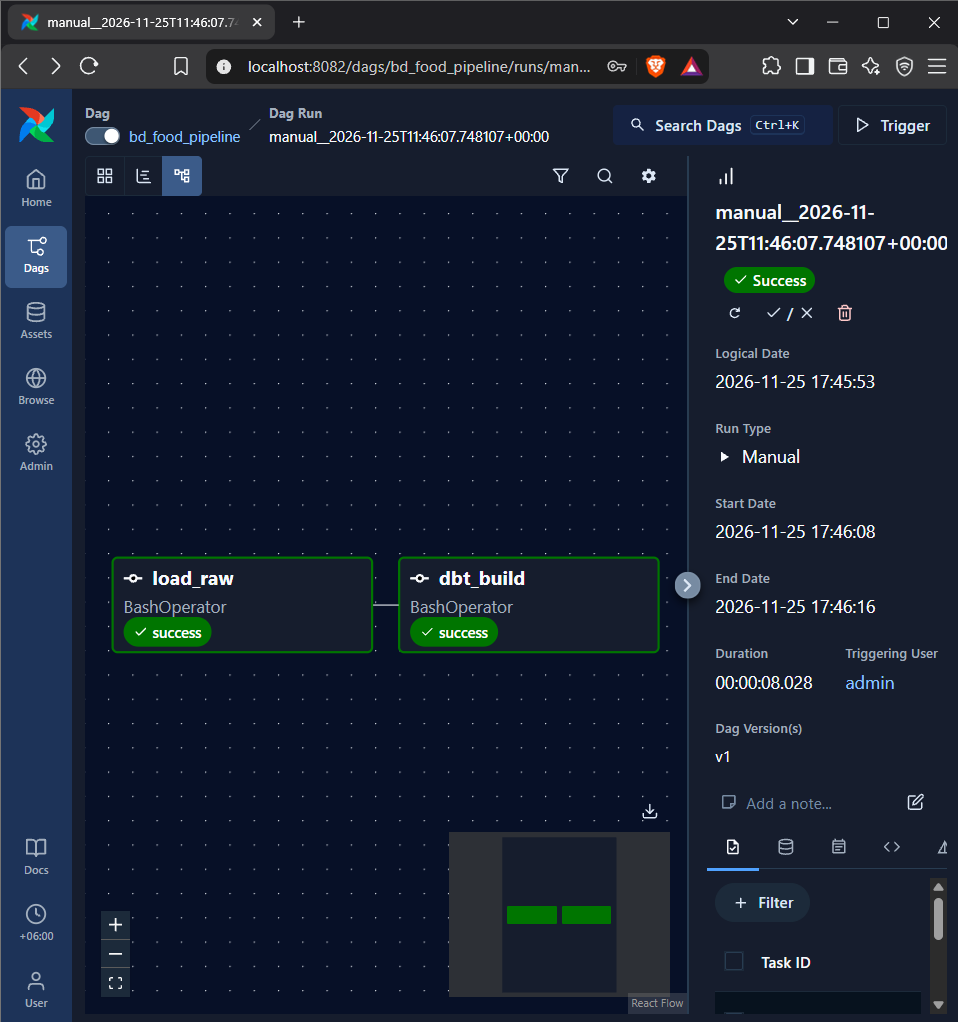 manual__2026-11-25T11:46:07.7
localhost:8082/dags/bd_food_pipeline/runs/man...
Dag
bd_food_pipeline
Dag Run
manual__2026-11-25T11:46:07.748107+00:00
Search Dags Ctrl+K
Trigger
Home
Dags
Assets
Browse
Admin
Docs
+06:00
User
load_raw
BashOperator
success
dbt_build
BashOperator
success
React Flow
manual__2026-11-
25T11:46:07.748107+00:00
Success
/
Logical Date
2026-11-25 17:45:53
Run Type
Manual
Start Date
2026-11-25 17:46:08
End Date
2026-11-25 17:46:16
Duration
00:00:08.028
Triggering User
admin
Dag Version(s)
v1
Add a note...
Filter
Task ID